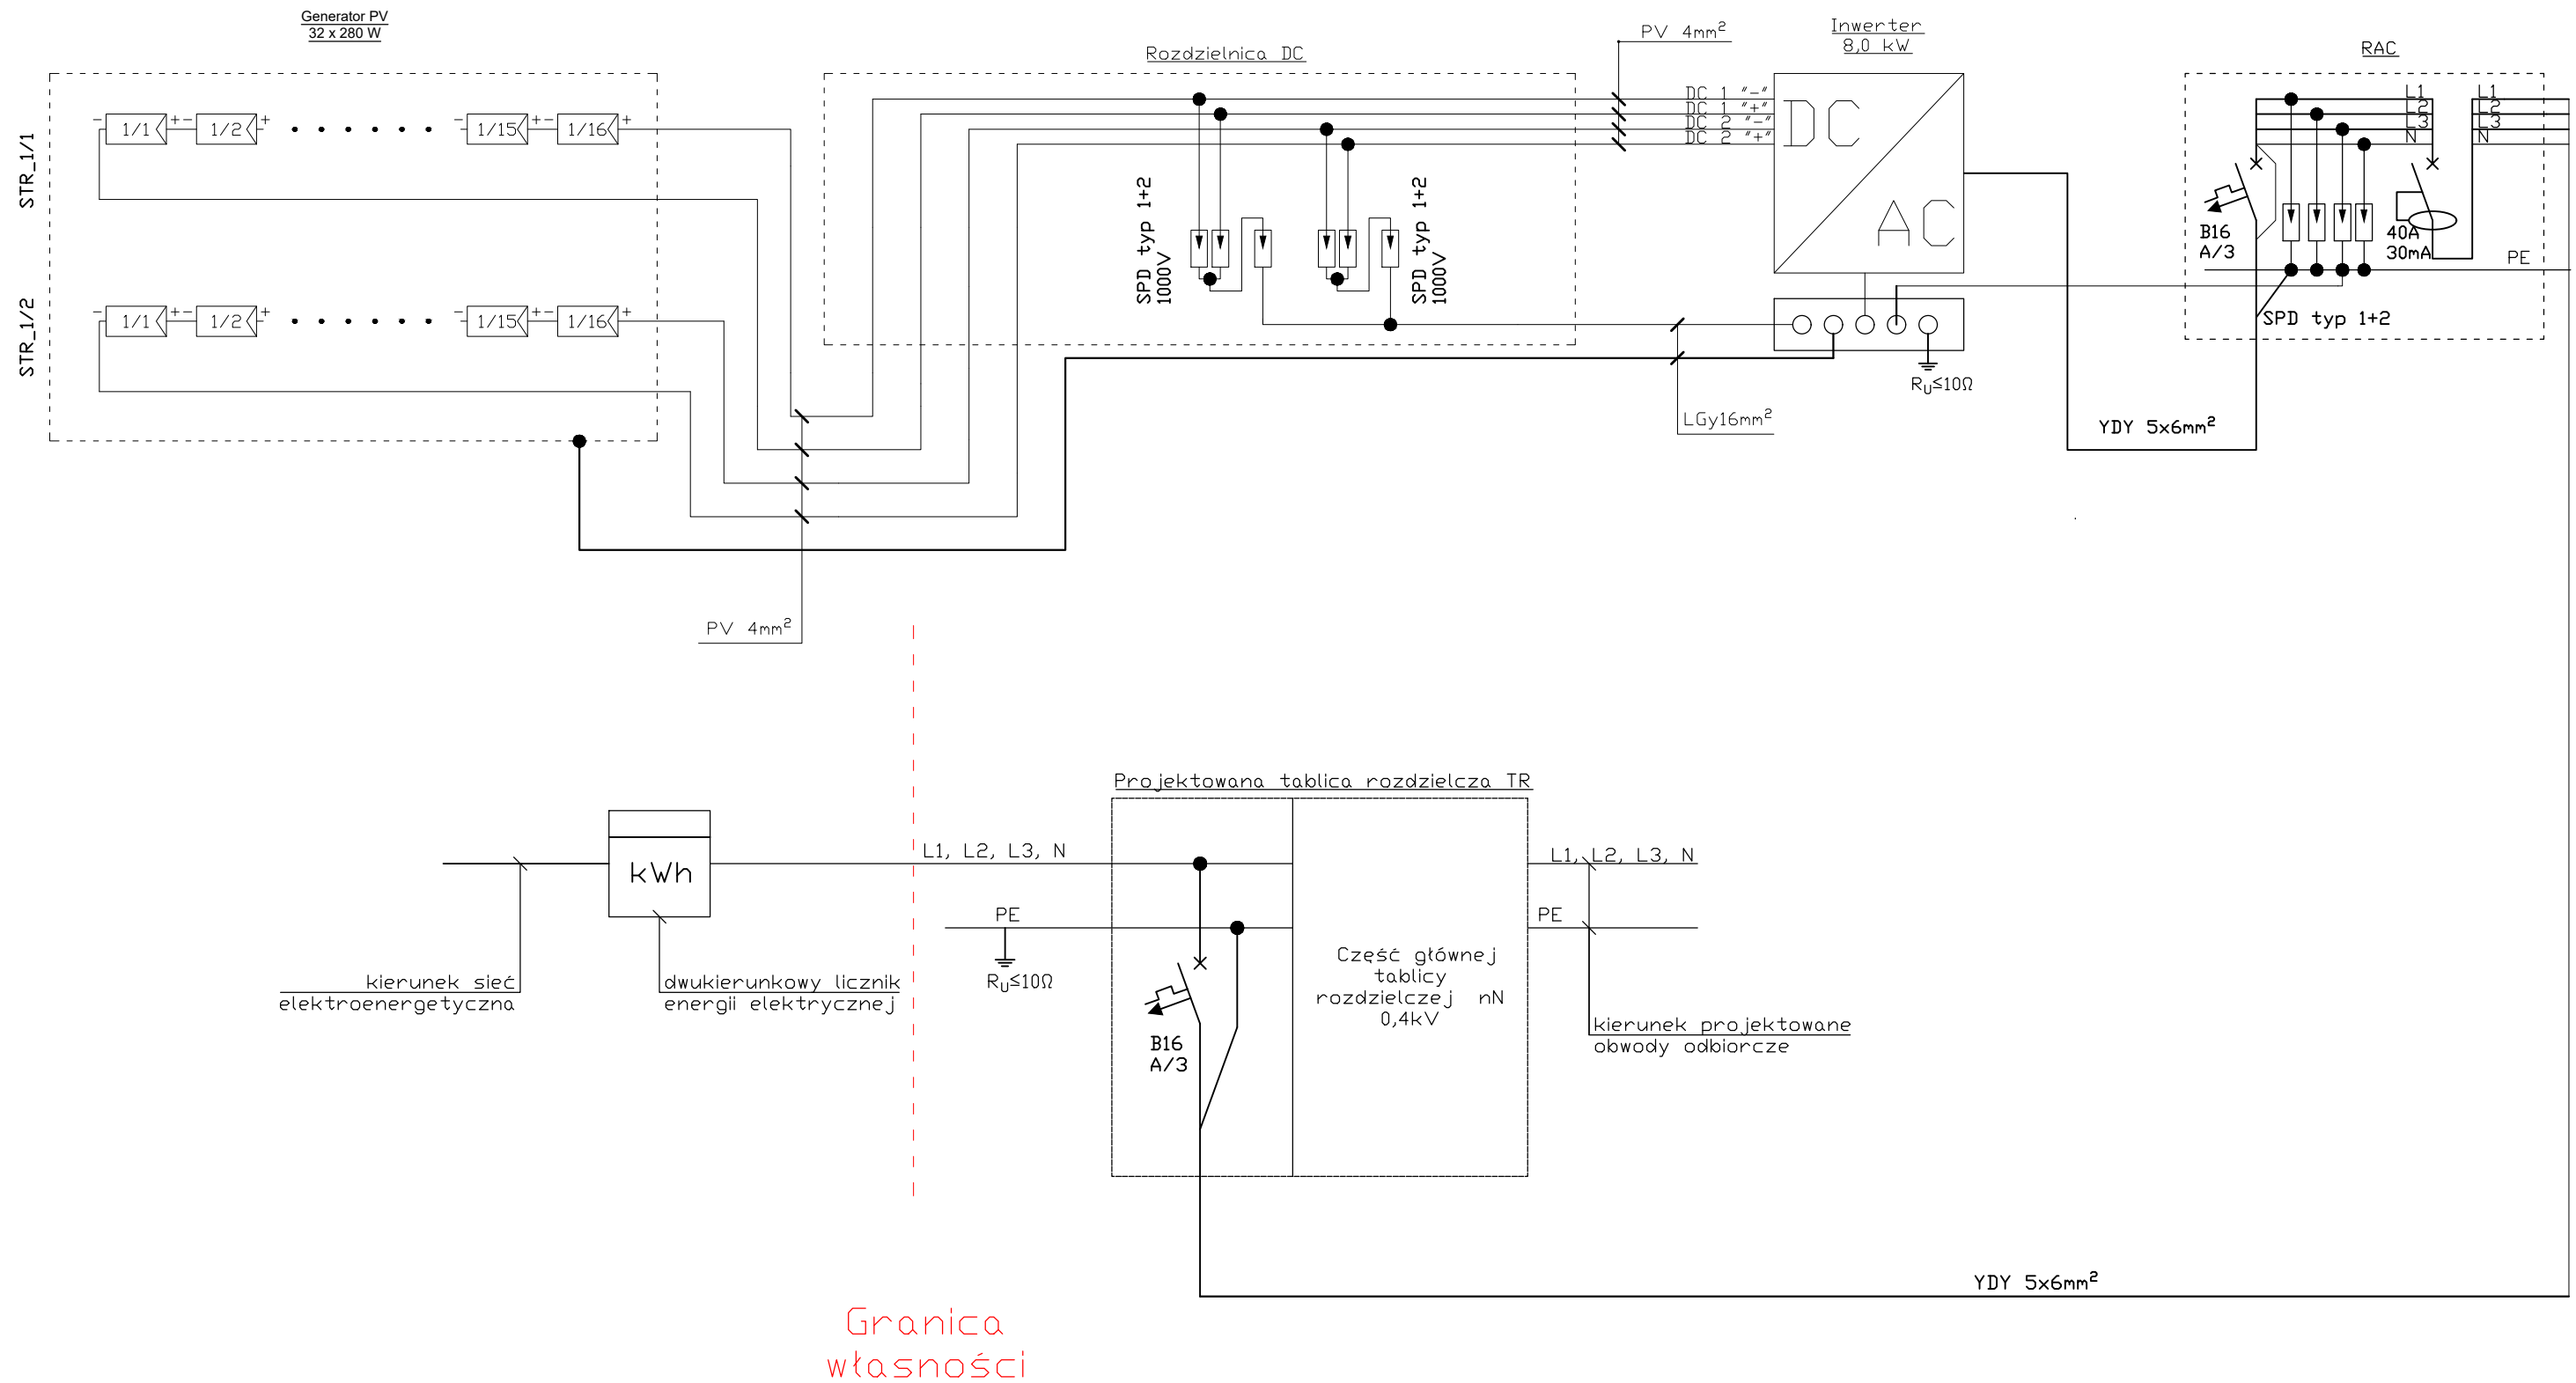 Generator PV
32 x 280 W
STR_1/1
- 1/1 +- 1/2 + - 1/15 +- 1/16 +
STR_1/2
- 1/1 +- 1/2 + - 1/15 +- 1/16 +
PV 4mm²
Rozdzielnica DC
SPD typ 1+2
1000V
SPD typ 1+2
1000V
PV 4mm²
DC 1 "-"
DC 1 "+"
DC 2 "-"
DC 2 "+"
Inwerter
8,0 kW
DC
AC
RU≤10Ω
LGy16mm²
YDY 5x6mm²
RAC
L1
L2
L3
N
L1
L2
L3
N
B16
A/3
40A
30mA
PE
SPD typ 1+2
kWh
kierunek sieć
elektroenergetyczna
dwukierunkowy licznik
energii elektrycznej
L1, L2, L3, N
PE
RU≤10Ω
Projektowana tablica rozdzielcza TR
B16
A/3
Część głównej
tablicy
rozdzielczej nN
0,4kV
L1, L2, L3, N
PE
kierunek projektowane
obwody odbiorcze
YDY 5x6mm²
Granica
własności